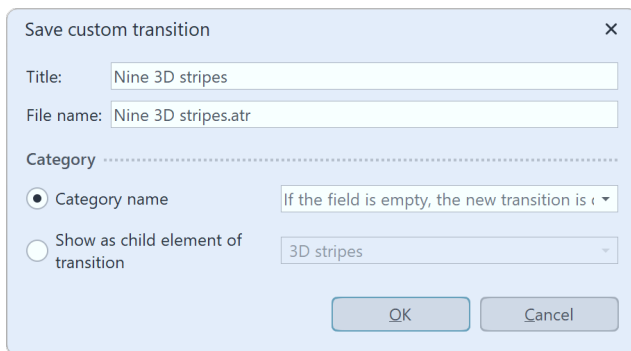 Save custom transition
Title: Nine 3D stripes
File name: Nine 3D stripes.atr
Category
Category name If the field is empty, the new transition is
Show as child element of
transition
3D stripes
OK Cancel